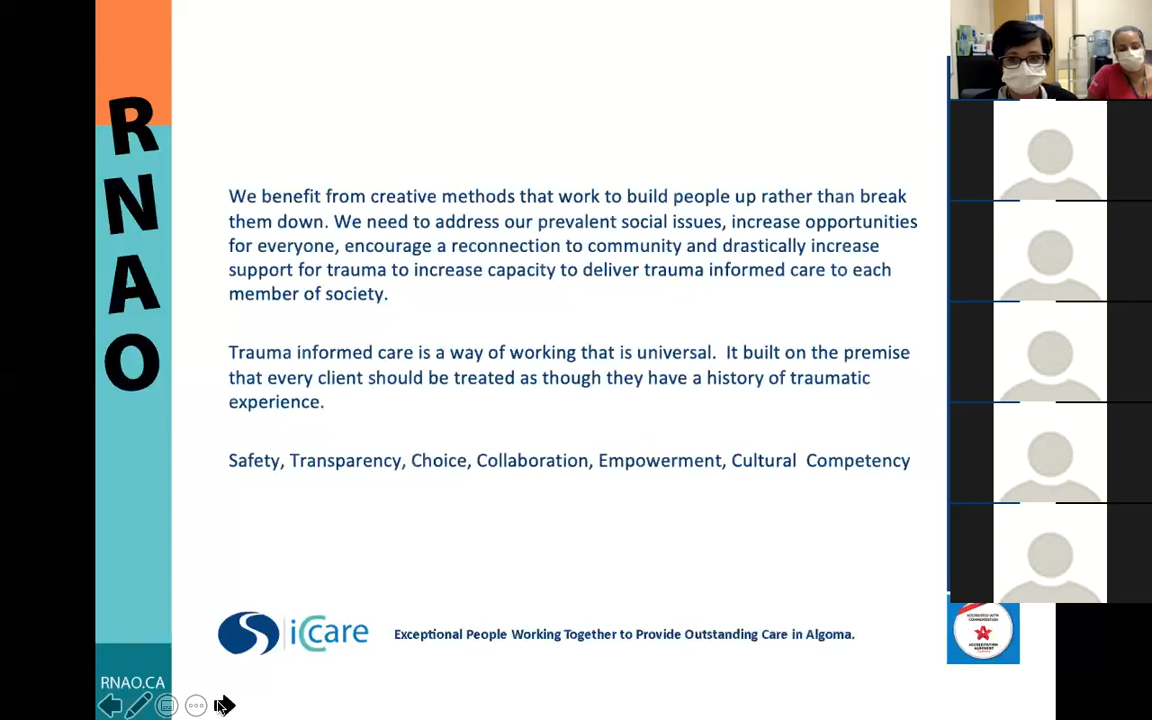 R
N
A
O
We benefit from creative methods that work to build people up rather than break
them down. We need to address our prevalent social issues, increase opportunities
for everyone, encourage a reconnection to community and drastically increase
support for trauma to increase capacity to deliver trauma informed care to each
member of society.
Trauma informed care is a way of working that is universal.  It built on the premise
that every client should be treated as though they have a history of traumatic
experience.
Safety, Transparency, Choice, Collaboration, Empowerment, Cultural  Competency
iCcare
Exceptional People Working Together to Provide Outstanding Care in Algoma.
RNAO.CA